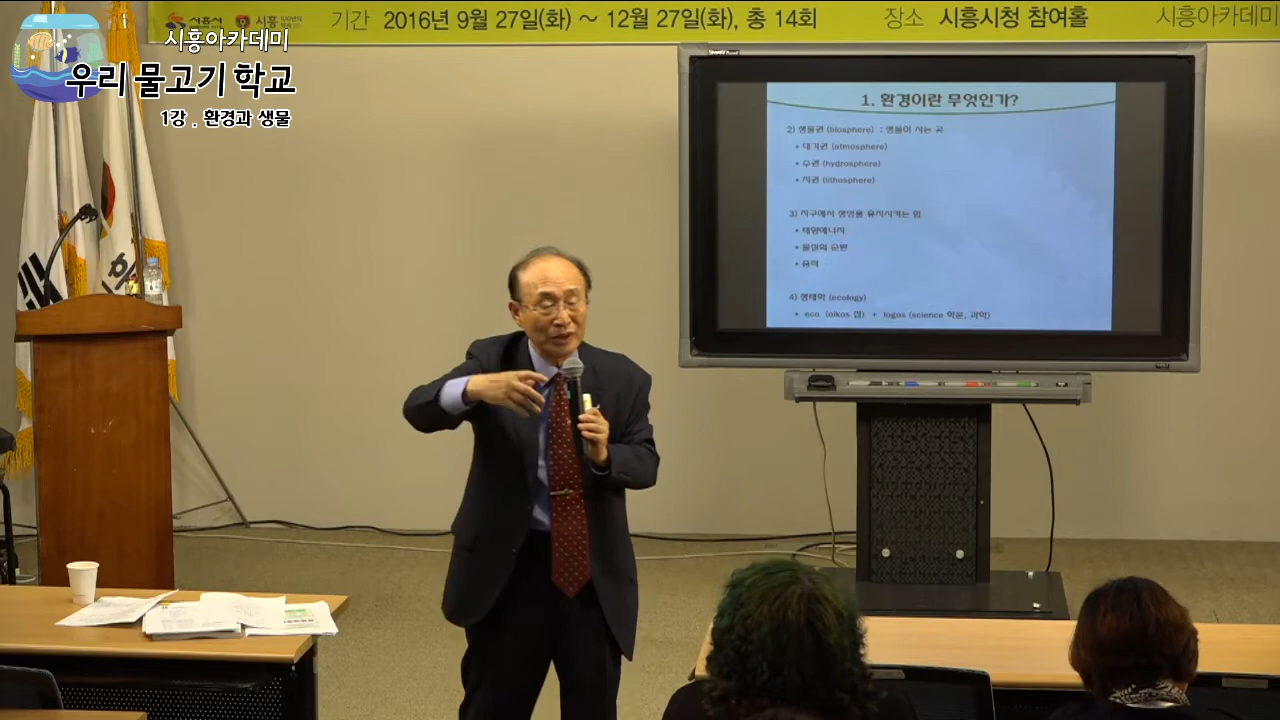 시흥시 시흥 기간 2016년 9월 27일(화) ~ 12월 27일(화), 총 14회 장소 시흥시청 참여홀 시흥아카데미
시흥아카데미
우리 물고기 학교
1강 . 환경과 생물
1. 환경이란 무엇인가?
2) 생물권 (biosphere) : 생물이 사는 곳
• 대기권 (atmosphere)
• 수권 (hydrosphere)
• 지권 (lithosphere)
3) 지구에서 생명을 유지시키는 힘
• 태양에너지
• 물질의 순환
• 중력
4) 생태학 (ecology)
• eco (oikos 집) + logos (science 학문, 과학)